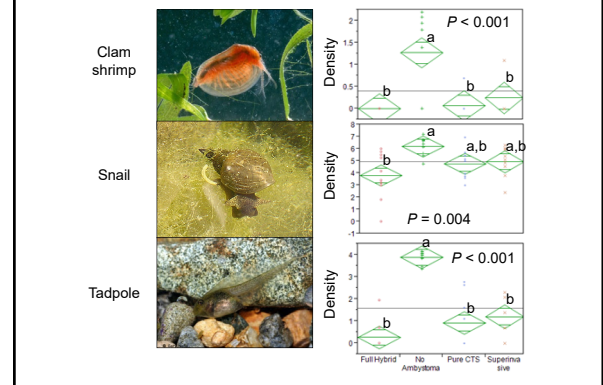 Clam
shrimp
Density
2
1.5
1
0.5
0
P < 0.001
b
a
b
b
Snail
Density
8
7
6
5
4
3
2
1
0
-1
P = 0.004
b
a
a,b
a,b
Tadpole
Density
4
3
2
1
0
P < 0.001
b
a
b
b
Full Hybrid
No
Ambystoma
Pure CTS
Superinva
sive